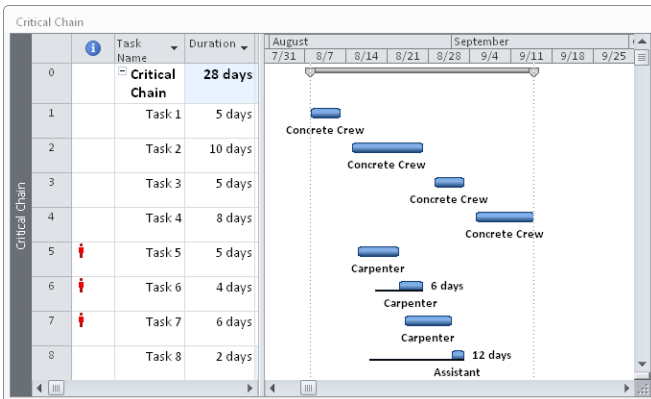 Critical Chain
Task Name
Duration
August
September
7/31 8/7 8/14 8/21 8/28 9/4 9/11 9/18 9/25
Critical Chain
0 Critical Chain 28 days
1 Task 1 5 days
Concrete Crew
2 Task 2 10 days
Concrete Crew
3 Task 3 5 days
Concrete Crew
4 Task 4 8 days
Concrete Crew
5 Task 5 5 days
Carpenter
6 Task 6 4 days 6 days
Carpenter
7 Task 7 6 days
Carpenter
8 Task 8 2 days 12 days
Assistant